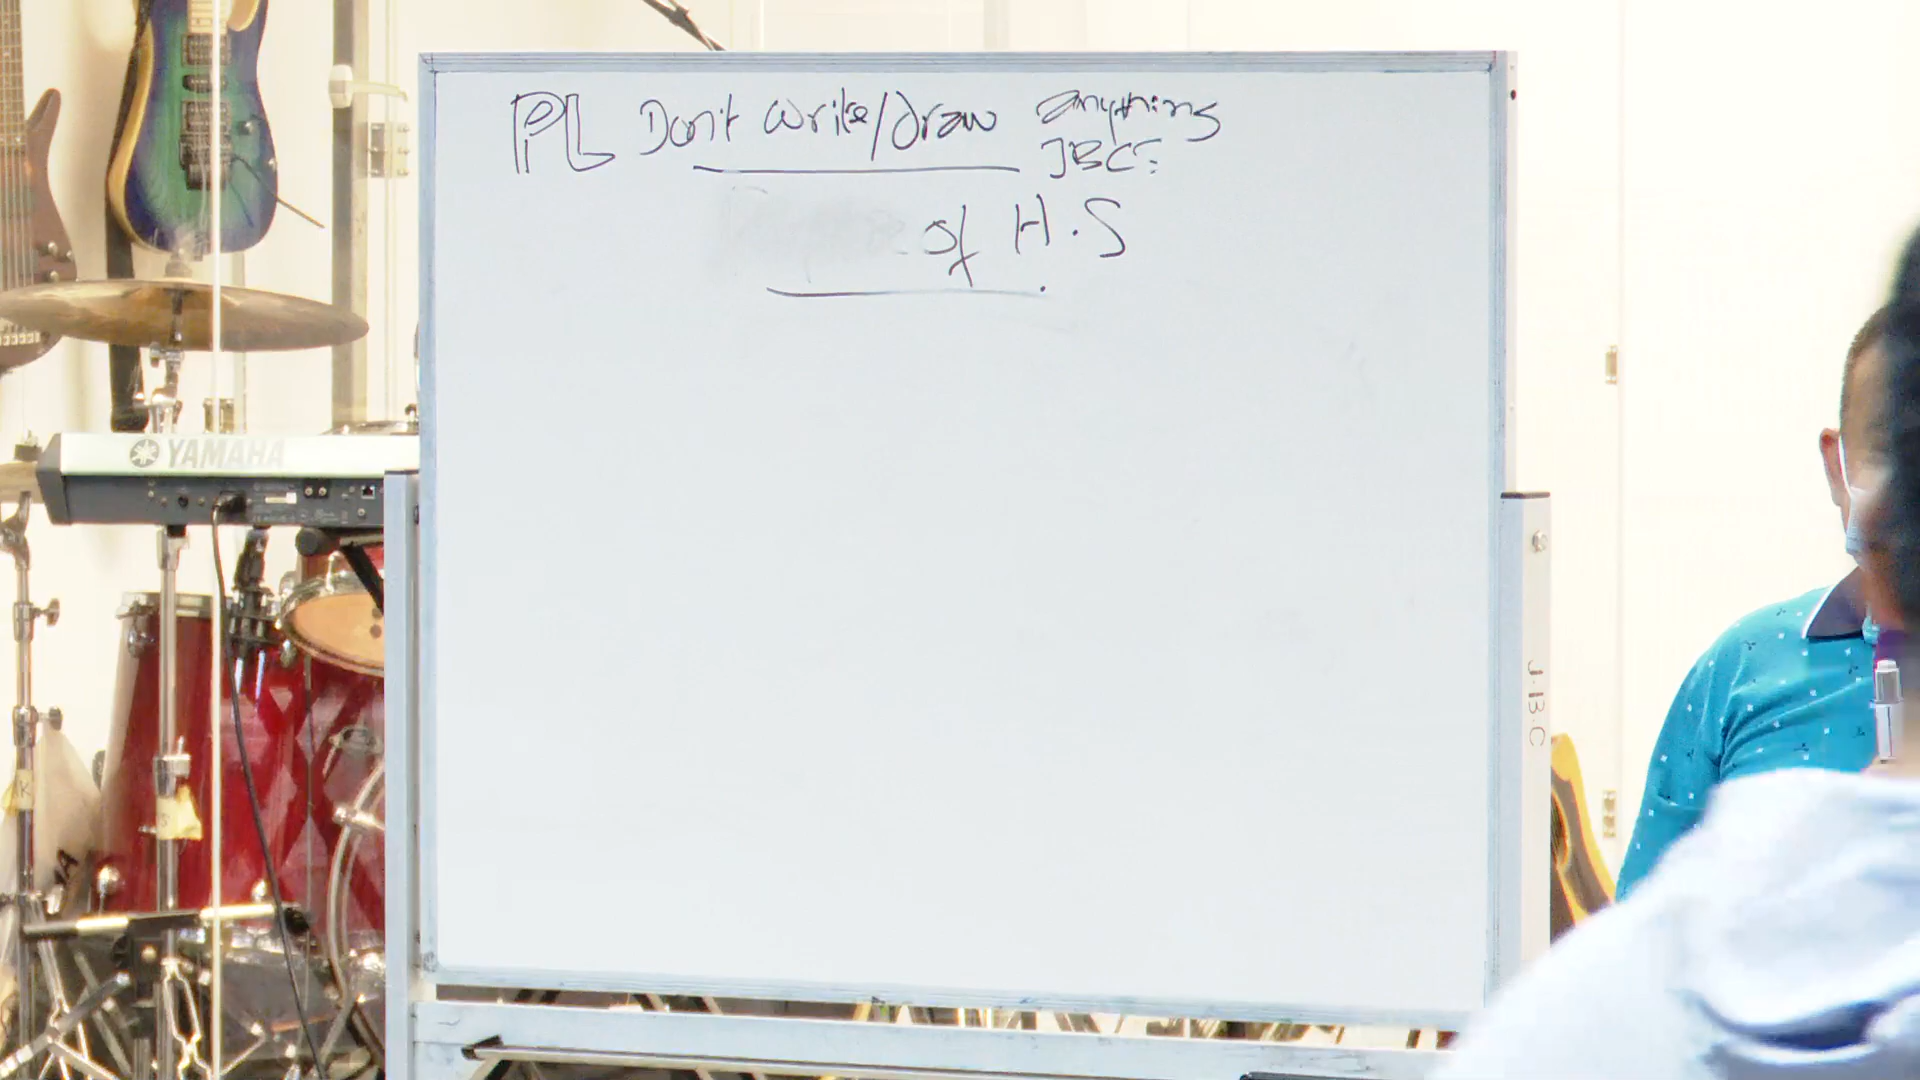 PL Don't write/draw anything
JBC
of H.S
YAMAHA
J.B.C